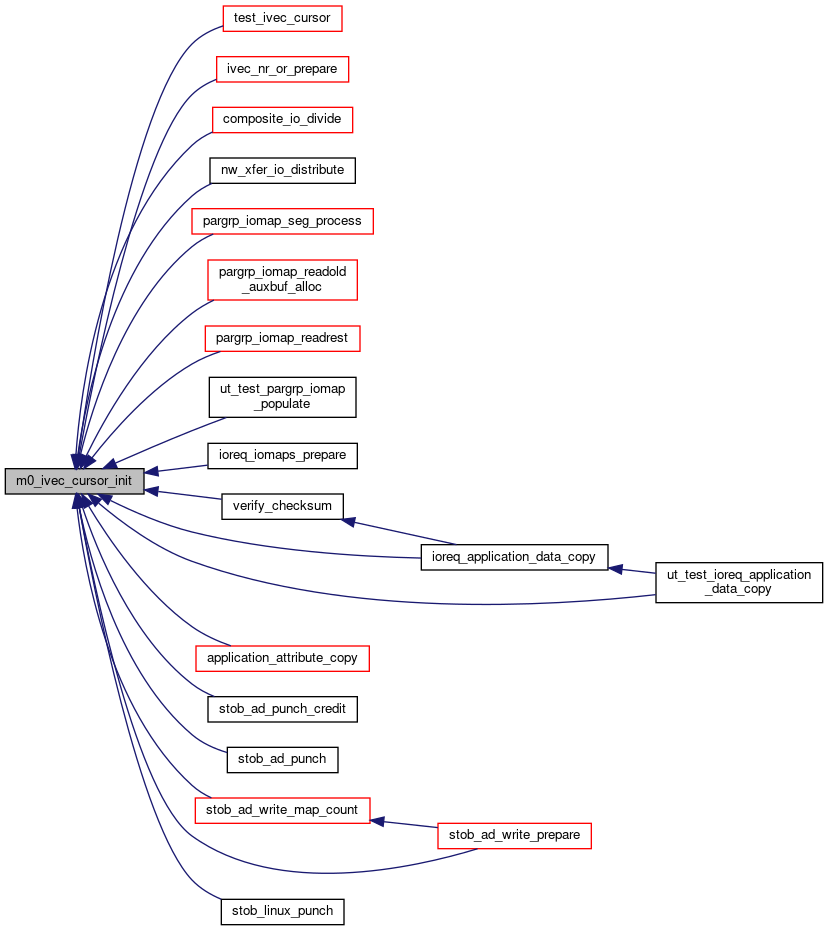 test_ivec_cursor
ivec_nr_or_prepare
composite_io_divide
nw_xfer_io_distribute
pargrp_iomap_seg_process
pargrp_iomap_readold
_auxbuf_alloc
pargrp_iomap_readrest
ut_test_pargrp_iomap
_populate
ioreq_iomaps_prepare
m0_ivec_cursor_init
verify_checksum
ioreq_application_data_copy
ut_test_ioreq_application
_data_copy
application_attribute_copy
stob_ad_punch_credit
stob_ad_punch
stob_ad_write_map_count
stob_ad_write_prepare
stob_linux_punch